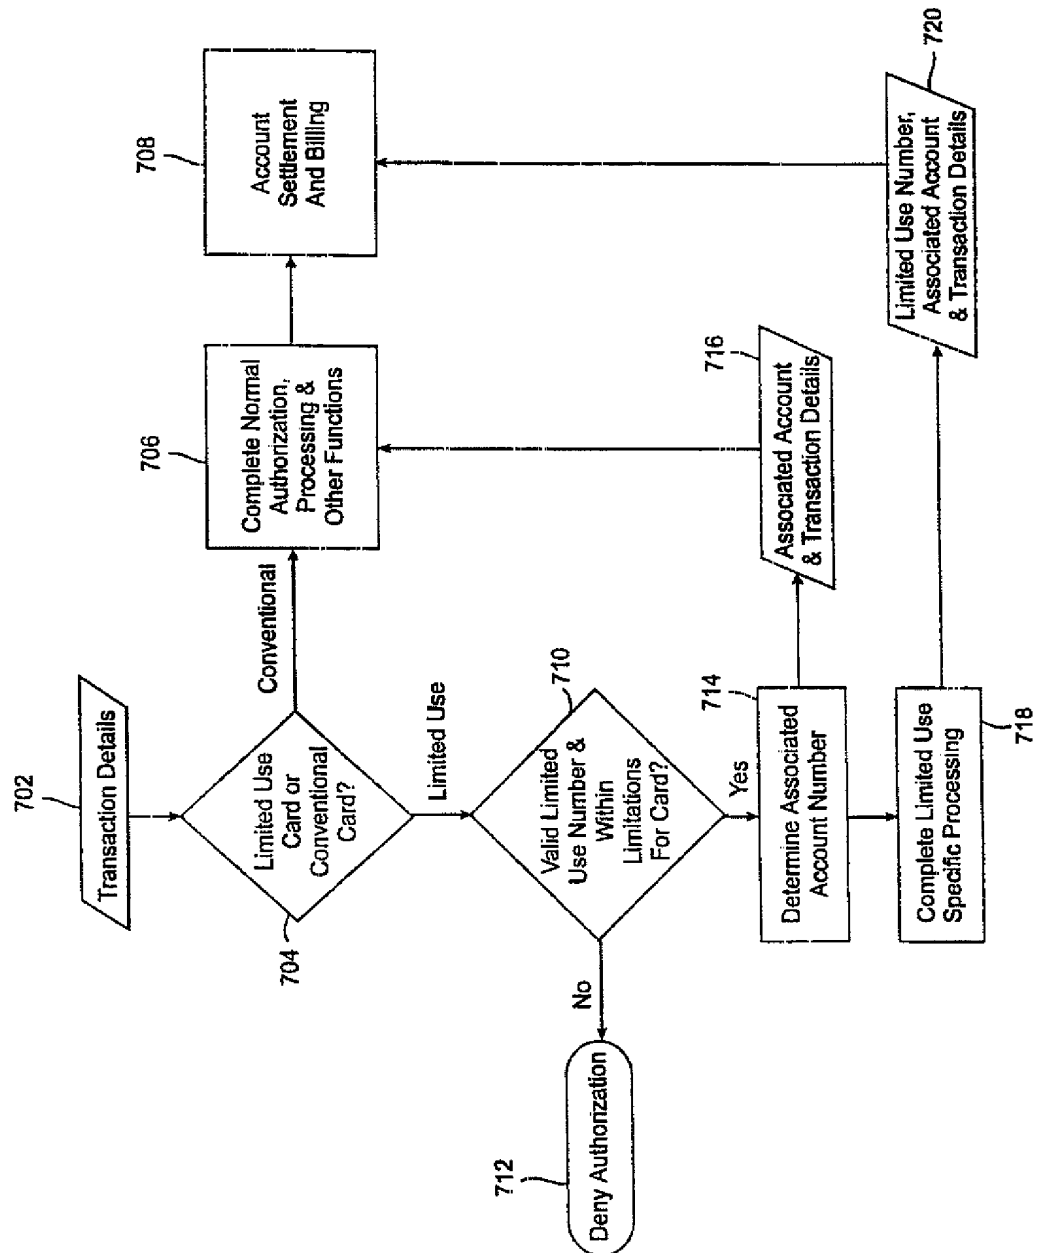 702
Transaction Details
704
Limited Use
Card or
Conventional
Card?
Conventional
706
Complete Normal
Authorization,
Processing &
Other Functions
708
Account
Settlement
And Billing
Limited Use
710
Valid Limited
Use Number &
Within
Limitations
For Card?
No
712
Deny Authorization
Yes
714
Determine Associated
Account Number
716
Associated Account
& Transaction Details
718
Complete Limited Use
Specific Processing
720
Limited Use Number,
Associated Account
& Transaction Details